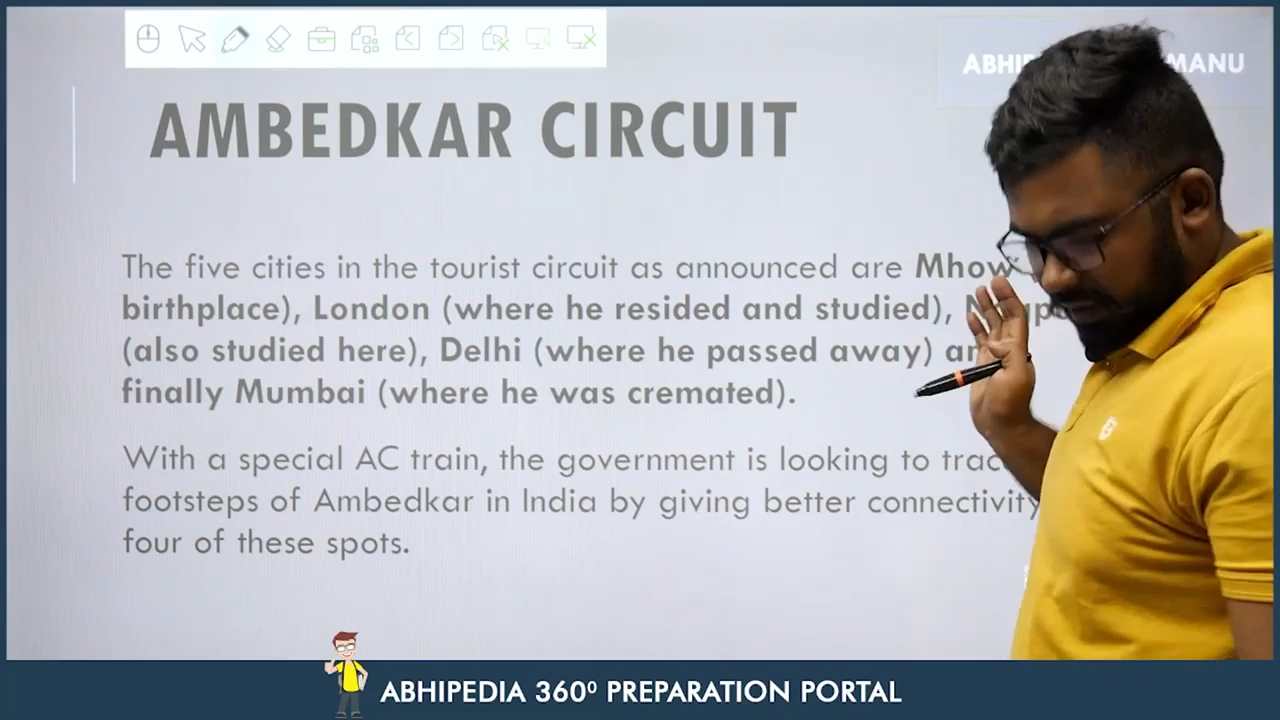 ABHI MANU
AMBEDKAR CIRCUIT
The five cities in the tourist circuit as announced are Mhow
birthplace), London (where he resided and studied),
(also studied here), Delhi (where he passed away)
finally Mumbai (where he was cremated).
With a special AC train, the government is looking to
footsteps of Ambedkar in India by giving better connectivity
four of these spots.
ABHIPEDIA 360⁰ PREPARATION PORTAL